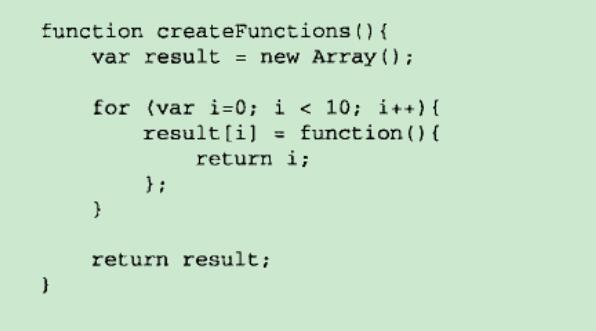 function createFunctions(){
    var result = new Array();

    for (var i=0; i < 10; i++){
        result[i] = function(){
            return i;
        };
    }

    return result;
}